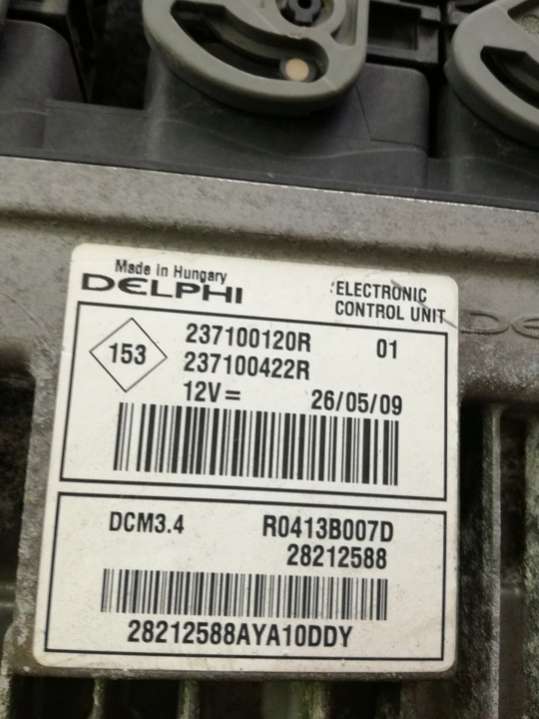 Made in Hungary
DELPHI
ELECTRONIC
CONTROL UNIT
153
237100120R 01
237100422R
12V= 26/05/09
DCM3.4 R0413B007D
28212588
28212588AYA10DDY